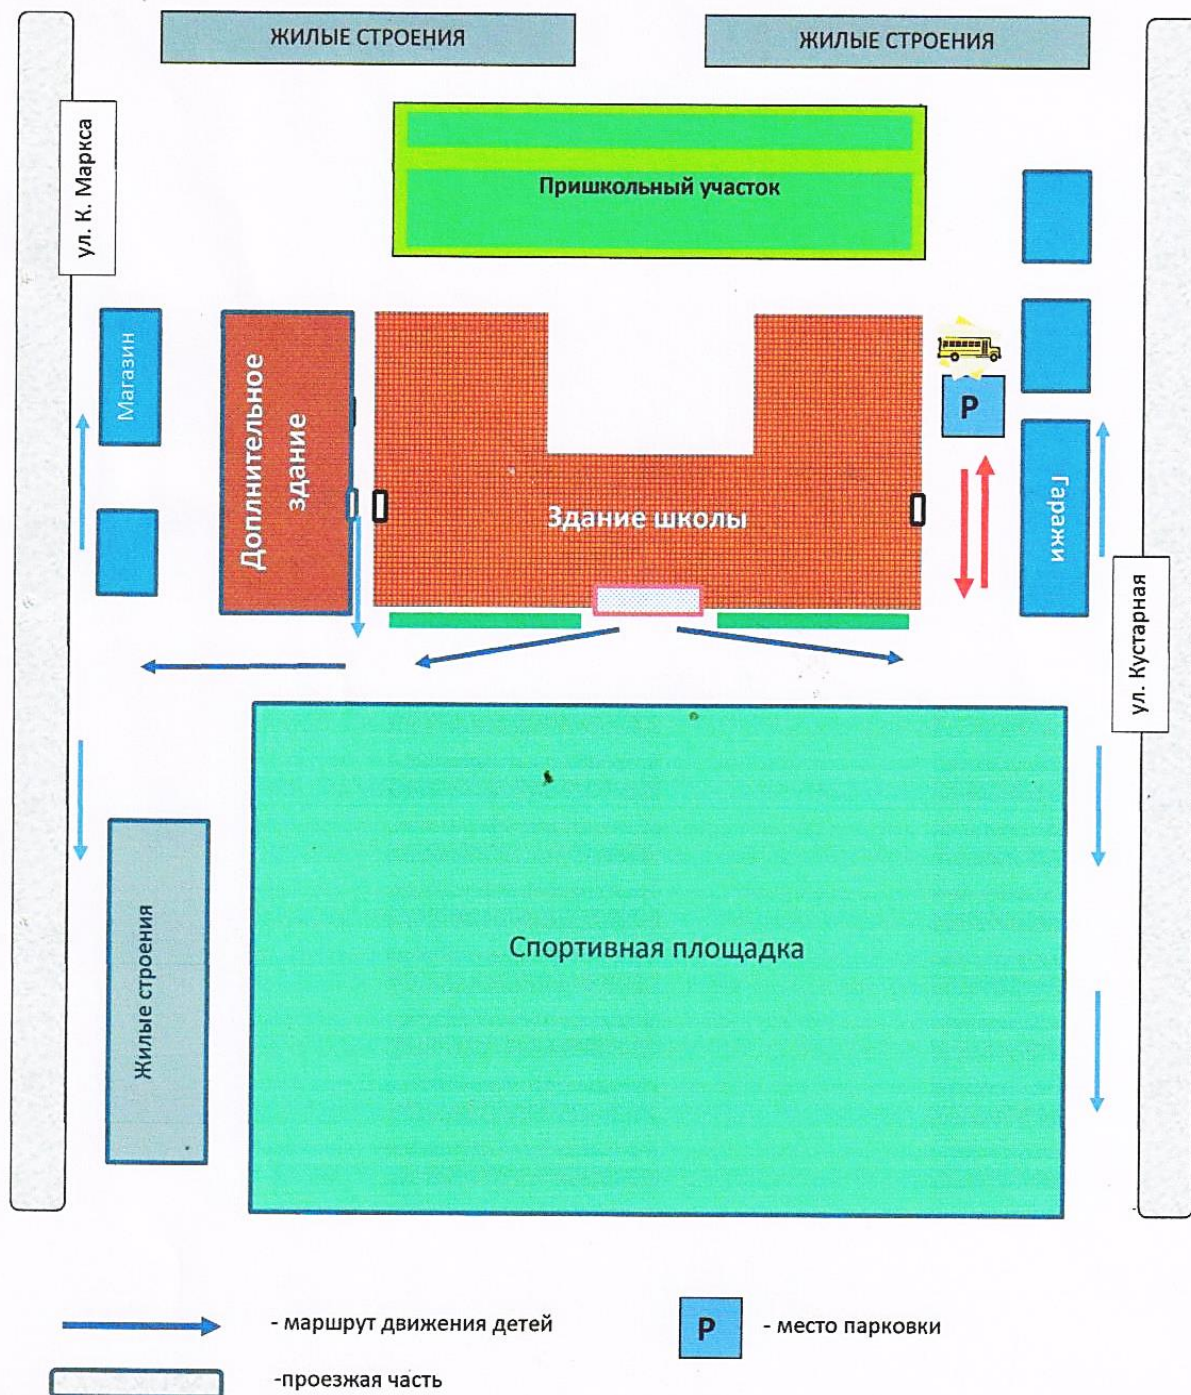 ЖИЛЫЕ СТРОЕНИЯ
ЖИЛЫЕ СТРОЕНИЯ
ул. К. Маркса
Пришкольный участок
Магазин
Доплнительное
здание
Здание школы
P
Гаражи
ул. Кустарная
Жилые строения
Спортивная площадка
- маршрут движения детей
P
- место парковки
-проезжая часть